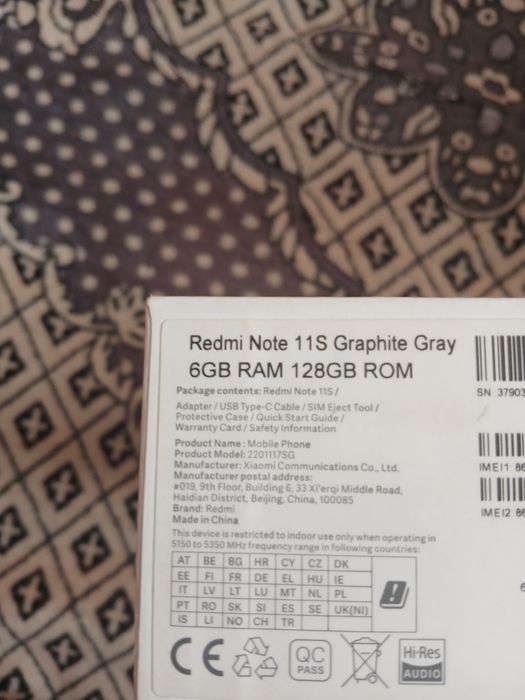 Redmi Note 11S Graphite Gray
6GB RAM 128GB ROM
Package contents: Redmi Note 11S /
Adapter / USB Type-C Cable / SIM Eject Tool /
Protective Case / Quick Start Guide /
Warranty Card / Safety Information
Product Name: Mobile Phone
Product Model: 2201117SG
Manufacturer: Xiaomi Communications Co., Ltd.
Manufacturer postal address:
#019, 9th Floor, Building 6, 33 Xi'erqi Middle Road,
Haidian District, Beijing, China, 100085
Brand: Redmi
Made in China
This device is restricted to indoor use only when operating in
5150 to 5350 MHz frequency range in following countries:
AT BE BG HR CY CZ DK
EE FI FR DE EL HU IE
IT LV LT LU MT NL PL
PT RO SK SI ES SE UK(NI)
IS LI NO CH TR
CE
QC
PASS
Hi-Res
AUDIO
SN 37903
IMEI1 86
IMEI2 86